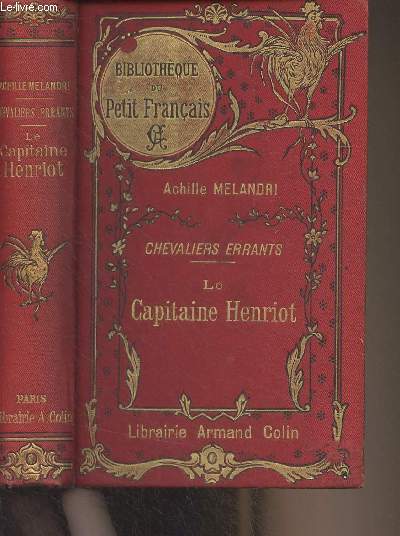 Le-livre.fr
ACHILLE MELANDRI
CHEVALIERS ERRANTS
Le
Capitaine
Henriot
PARIS
Librairie A. Colin
BIBLIOTHÈQUE
DU
Petit Français
Achille MELANDRI
CHEVALIERS ERRANTS
Le
Capitaine Henriot
Librairie Armand Colin